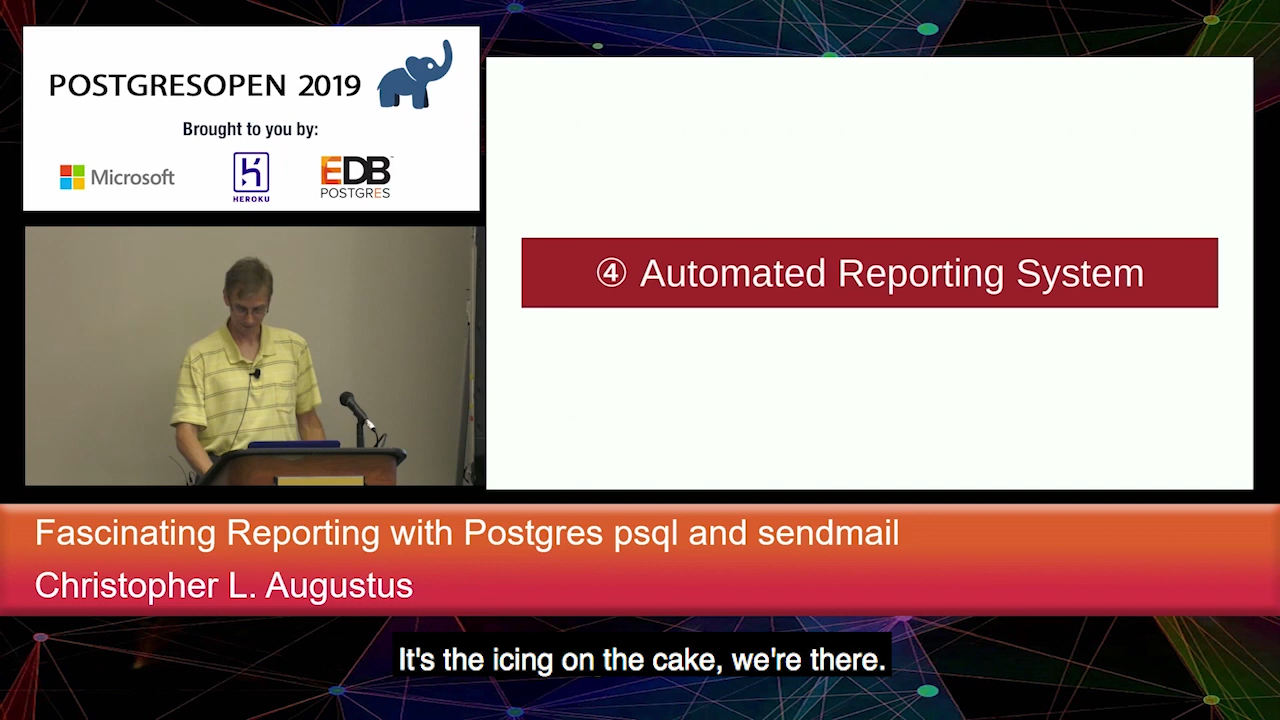 POSTGRESOPEN 2019
Brought to you by:
Microsoft
HEROKU
EDB
POSTGRES
④ Automated Reporting System
Fascinating Reporting with Postgres psql and sendmail
Christopher L. Augustus
It's the icing on the cake, we're there.